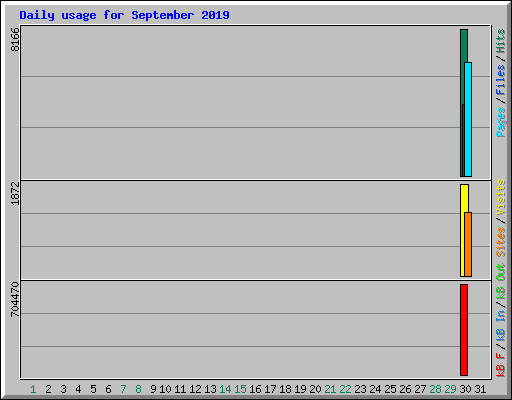 Daily usage for September 2019
8166
1872
704470
Pages / Files / Hits
Sites / Visits
kB F / kB In / kB Out
1 2 3 4 5 6 7 8 9 10 11 12 13 14 15 16 17 18 19 20 21 22 23 24 25 26 27 28 29 30 31